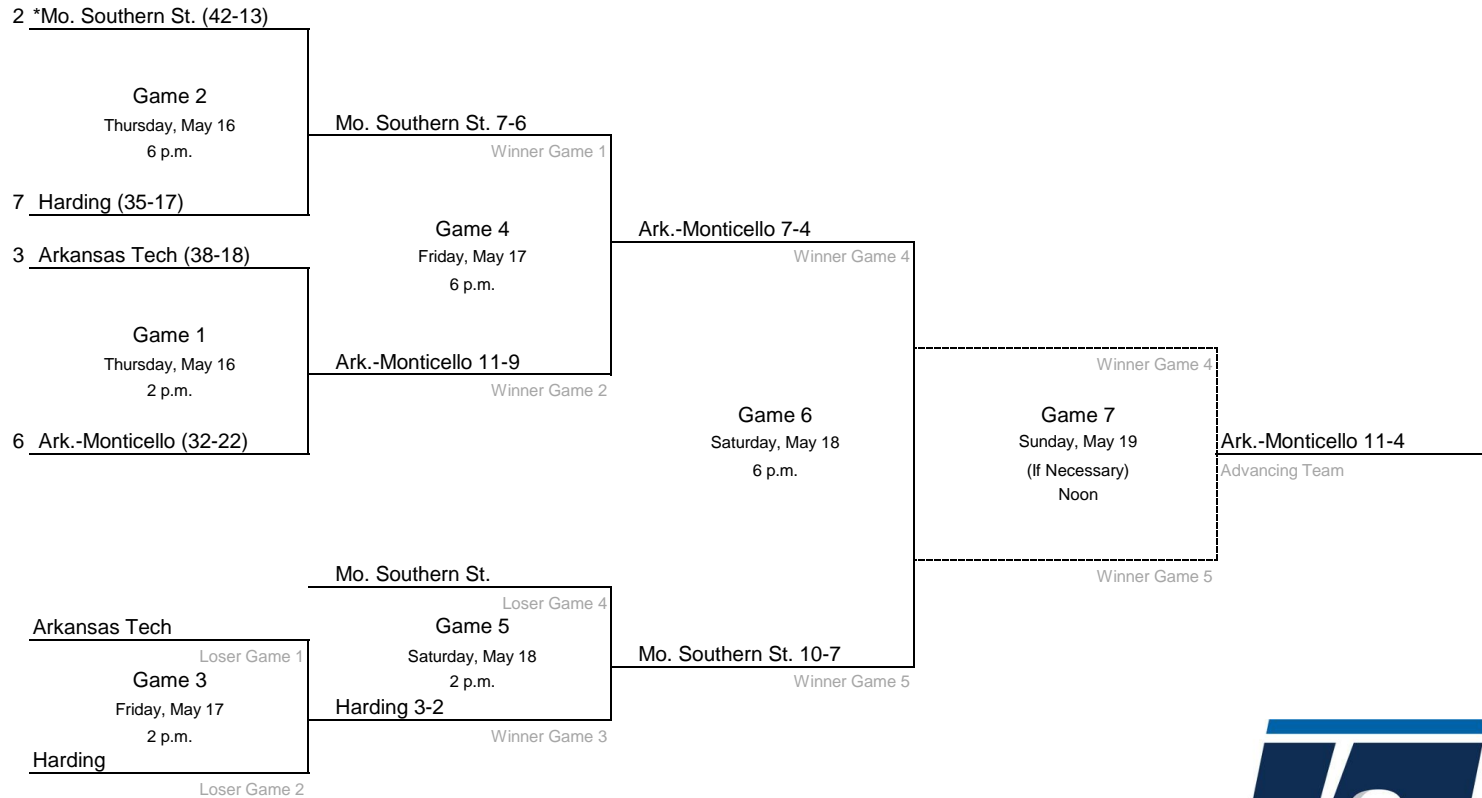 2 *Mo. Southern St. (42-13)
Game 2
Thursday, May 16
6 p.m.
7 Harding (35-17)
Mo. Southern St. 7-6
Winner Game 1
3 Arkansas Tech (38-18)
Game 1
Thursday, May 16
2 p.m.
6 Ark.-Monticello (32-22)
Ark.-Monticello 11-9
Winner Game 2
Game 4
Friday, May 17
6 p.m.
Ark.-Monticello 7-4
Winner Game 4
Arkansas Tech
Loser Game 1
Game 3
Friday, May 17
2 p.m.
Harding
Loser Game 2
Mo. Southern St.
Loser Game 4
Game 5
Saturday, May 18
2 p.m.
Harding 3-2
Winner Game 3
Mo. Southern St. 10-7
Winner Game 5
Game 6
Saturday, May 18
6 p.m.
Winner Game 4
Game 7
Sunday, May 19
(If Necessary)
Noon
Winner Game 5
Ark.-Monticello 11-4
Advancing Team